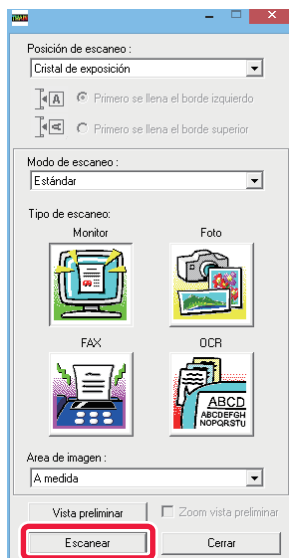 Posición de escaneo :
Cristal de exposición
A Primero se llena el borde izquierdo
A Primero se llena el borde superior
Modo de escaneo :
Estándar
Tipo de escaneo:
Monitor Foto
FAX OCR
ABCD
ABCDEFGH
NOPQRSTU
Area de imagen :
A medida
Vista preliminar Zoom vista preliminar
Escanear Cerrar